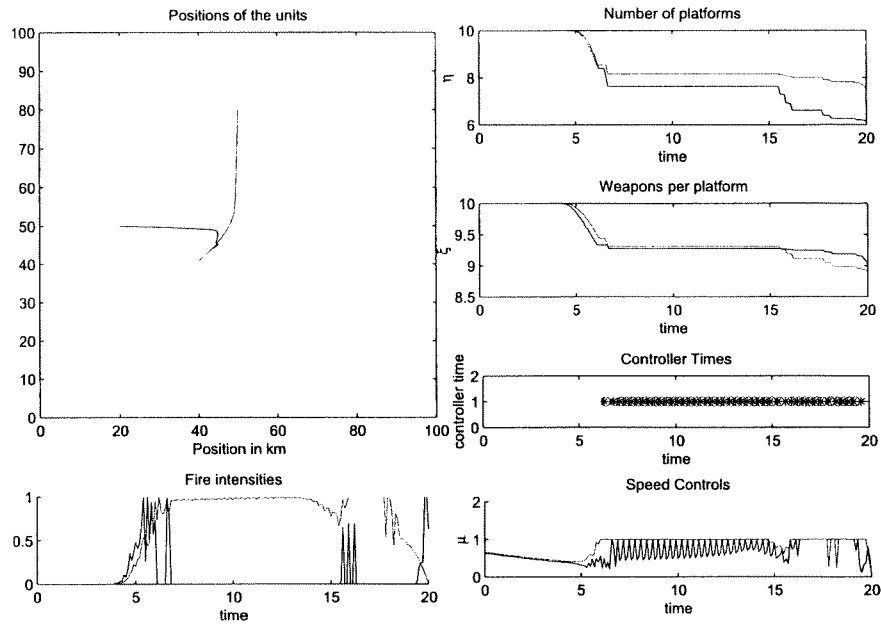 Positions of the units
100
90
80
70
60
50
40
30
20
10
0
0 20 40 60 80 100
Position in km
Number of platforms
η
10
8
6
0 5 10 15 20
time
Weapons per platform
ξ
10
9.5
9
8.5
0 5 10 15 20
time
Controller Times
controller time
2
1
0
0 5 10 15 20
time
Fire intensities
1
0.5
0
0 5 10 15 20
time
Speed Controls
μ
2
1
0
0 5 10 15 20
time